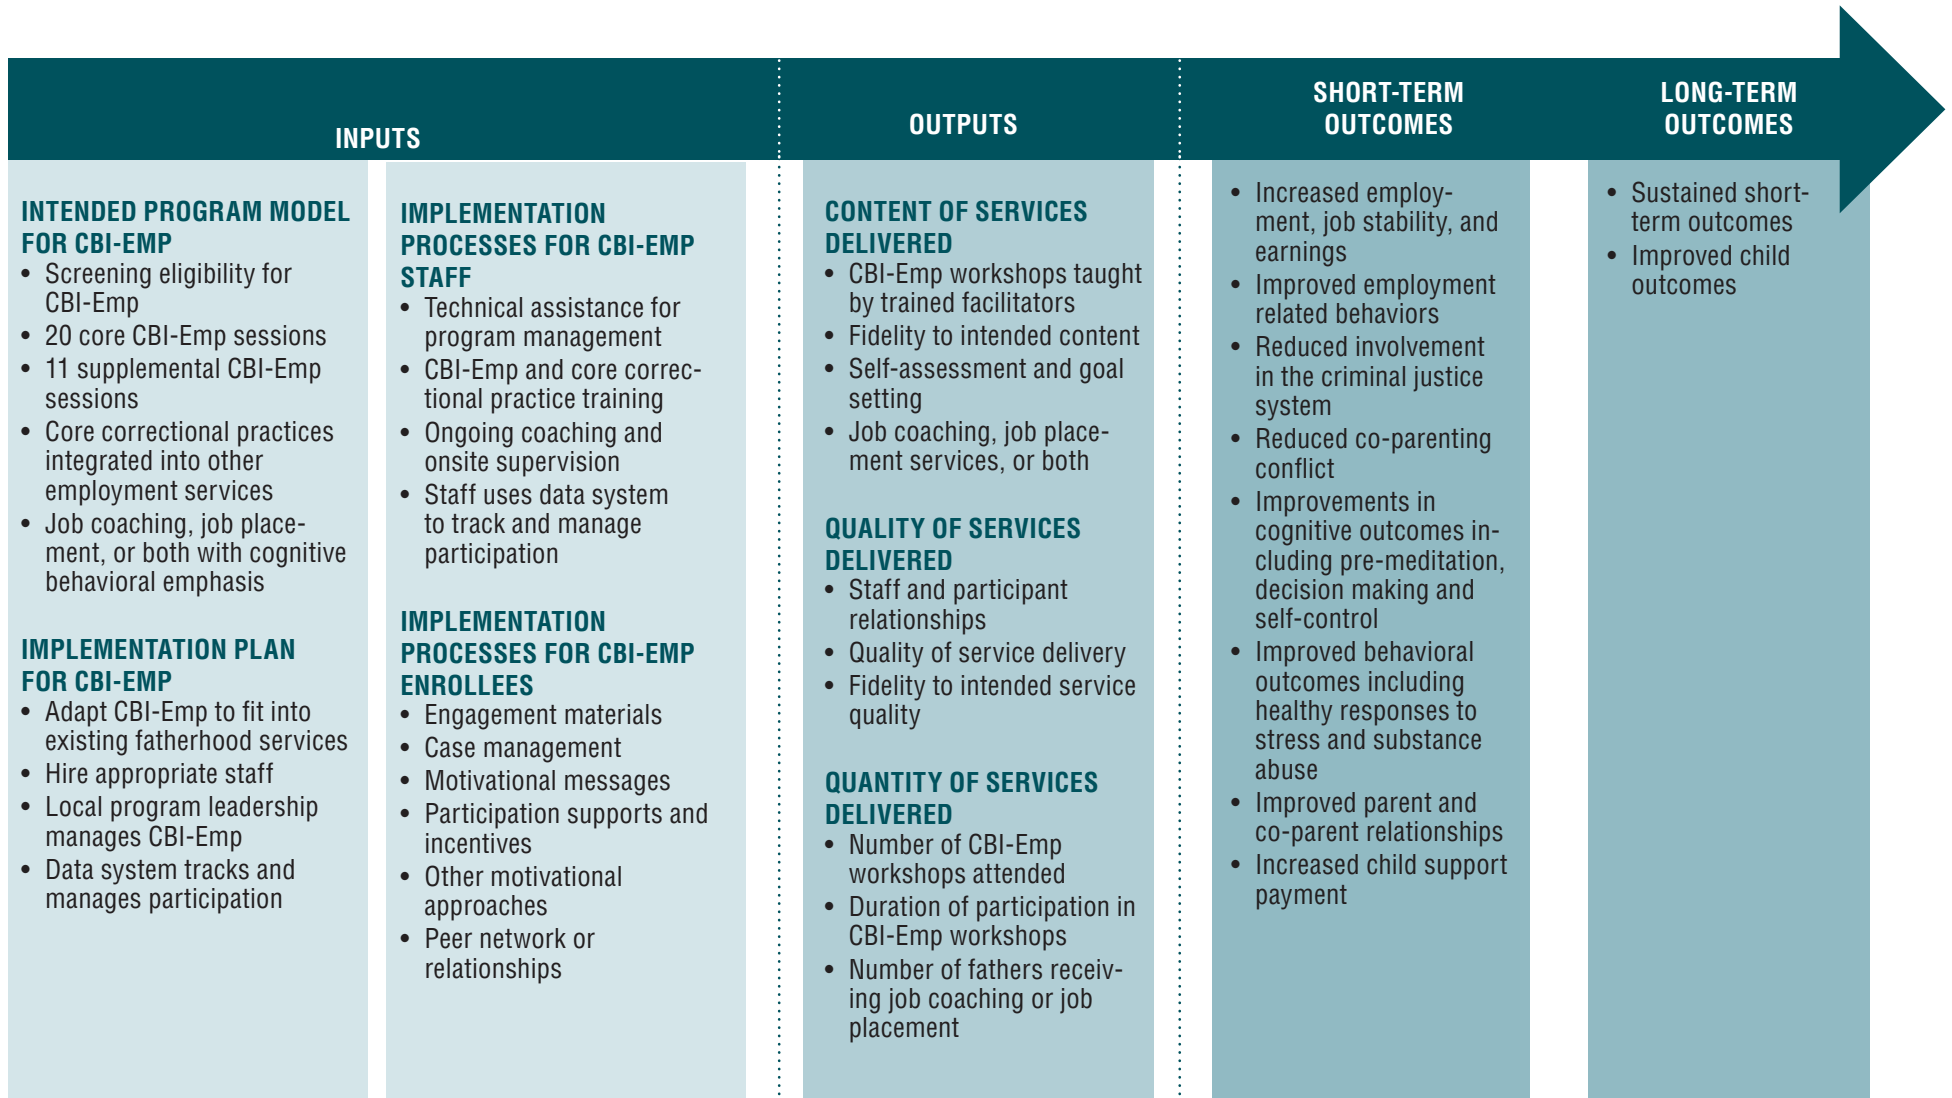 INPUTS
OUTPUTS
SHORT-TERM
OUTCOMES
LONG-TERM
OUTCOMES
INTENDED PROGRAM MODEL
FOR CBI-EMP
• Screening eligibility for
CBI-Emp
• 20 core CBI-Emp sessions
• 11 supplemental CBI-Emp
sessions
• Core correctional practices
integrated into other
employment services
• Job coaching, job place-
ment, or both with cognitive
behavioral emphasis
IMPLEMENTATION PLAN
FOR CBI-EMP
• Adapt CBI-Emp to fit into
existing fatherhood services
• Hire appropriate staff
• Local program leadership
manages CBI-Emp
• Data system tracks and
manages participation
IMPLEMENTATION
PROCESSES FOR CBI-EMP
STAFF
• Technical assistance for
program management
• CBI-Emp and core correc-
tional practice training
• Ongoing coaching and
onsite supervision
• Staff uses data system
to track and manage
participation
IMPLEMENTATION
PROCESSES FOR CBI-EMP
ENROLLEES
• Engagement materials
• Case management
• Motivational messages
• Participation supports and
incentives
• Other motivational
approaches
• Peer network or
relationships
CONTENT OF SERVICES
DELIVERED
• CBI-Emp workshops taught
by trained facilitators
• Fidelity to intended content
• Self-assessment and goal
setting
• Job coaching, job place-
ment services, or both
QUALITY OF SERVICES
DELIVERED
• Staff and participant
relationships
• Quality of service delivery
• Fidelity to intended service
quality
QUANTITY OF SERVICES
DELIVERED
• Number of CBI-Emp
workshops attended
• Duration of participation in
CBI-Emp workshops
• Number of fathers receiv-
ing job coaching or job
placement
• Increased employ-
ment, job stability, and
earnings
• Improved employment
related behaviors
• Reduced involvement
in the criminal justice
system
• Reduced co-parenting
conflict
• Improvements in
cognitive outcomes in-
cluding pre-meditation,
decision making and
self-control
• Improved behavioral
outcomes including
healthy responses to
stress and substance
abuse
• Improved parent and
co-parent relationships
• Increased child support
payment
• Sustained short-
term outcomes
• Improved child
outcomes